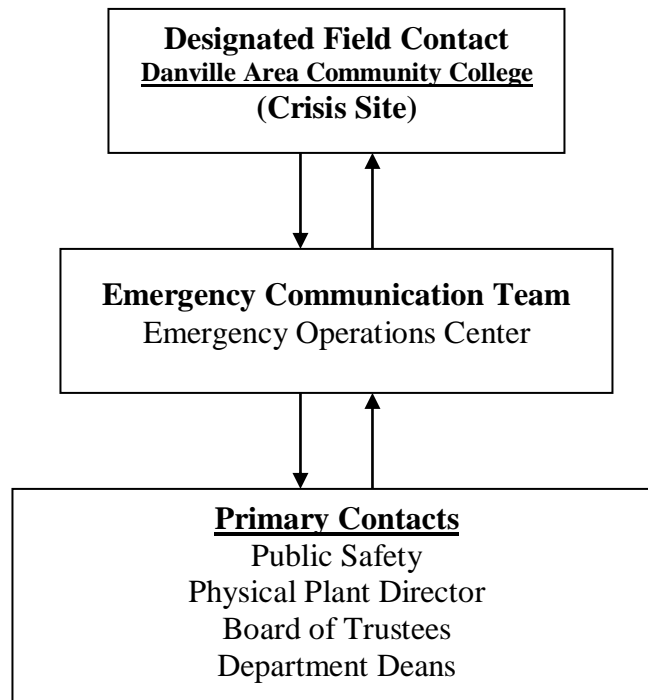 Designated Field Contact
Danville Area Community College
(Crisis Site)
Emergency Communication Team
Emergency Operations Center
Primary Contacts
Public Safety
Physical Plant Director
Board of Trustees
Department Deans